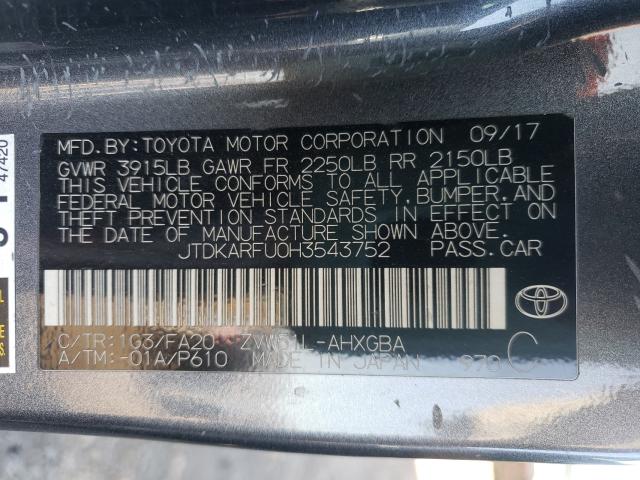 MFD.BY:TOYOTA MOTOR CORPORATION 09/17
GVWR 3915LB GAWR FR 2250LB RR 2150LB
THIS VEHICLE CONFORMS TO ALL APPLICABLE
FEDERAL MOTOR VEHICLE SAFETY,BUMPER,AND
THEFT PREVENTION STANDARDS IN EFFECT ON
THE DATE OF MANUFACTURE SHOWN ABOVE.
JTDKARFU0H3543752 PASS.CAR
C/TR:1G3/FA20 ZVW51L-AHXGBA
A/TM:-01A/P610 MADE IN JAPAN 970 C
47420